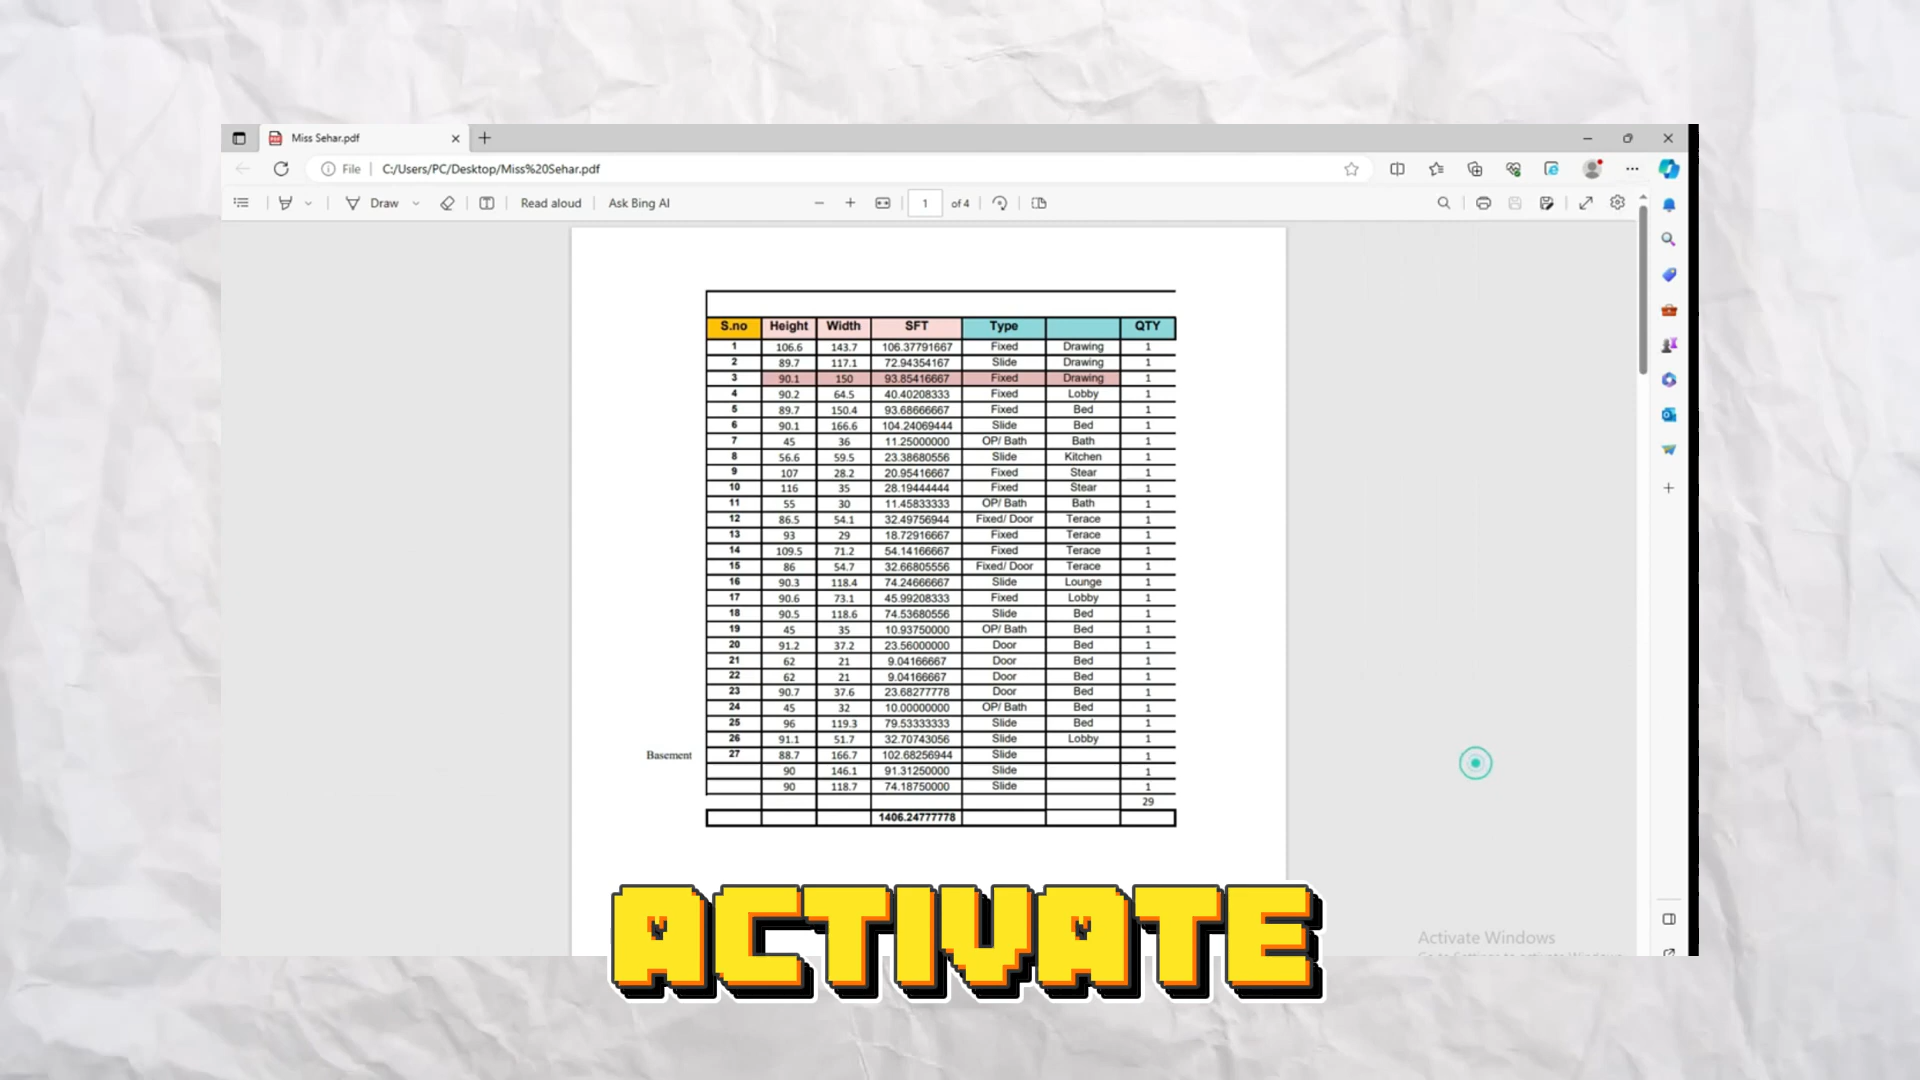 Miss Sehar.pdf
File C:/Users/PC/Desktop/Miss%20Sehar.pdf
Draw Read aloud Ask Bing AI 1 of 4
S.no Height Width SFT Type QTY
1 106.6 143.7 106.37791667 Fixed Drawing 1
2 89.7 117.1 72.94354167 Slide Drawing 1
3 90.1 150 93.85416667 Fixed Drawing 1
4 90.2 64.5 40.40208333 Fixed Lobby 1
5 89.7 150.4 93.68666667 Fixed Bed 1
6 90.1 166.6 104.24069444 Slide Bed 1
7 45 36 11.25000000 OP/ Bath Bath 1
8 56.6 59.5 23.38680556 Slide Kitchen 1
9 107 28.2 20.95416667 Fixed Stear 1
10 116 35 28.19444444 Fixed Stear 1
11 55 30 11.45833333 OP/ Bath Bath 1
12 86.5 54.1 32.49756944 Fixed/ Door Terace 1
13 93 29 18.72916667 Fixed Terace 1
14 109.5 71.2 54.14166667 Fixed Terace 1
15 86 54.7 32.66805556 Fixed/ Door Terace 1
16 90.3 118.4 74.24666667 Slide Lounge 1
17 90.6 73.1 45.99208333 Fixed Lobby 1
18 90.5 118.6 74.53680556 Slide Bed 1
19 45 35 10.93750000 OP/ Bath Bed 1
20 91.2 37.2 23.56000000 Door Bed 1
21 62 21 9.04166667 Door Bed 1
22 62 21 9.04166667 Door Bed 1
23 90.7 37.6 23.68277778 Door Bed 1
24 45 32 10.00000000 OP/ Bath Bed 1
25 96 119.3 79.53333333 Slide Bed 1
26 91.1 51.7 32.70743056 Slide Lobby 1
Basement 27 88.7 166.7 102.68256944 Slide 1
90 146.1 91.31250000 Slide 1
90 118.7 74.18750000 Slide 1
29
1406.24777778
ACTIVATE
Activate Windows